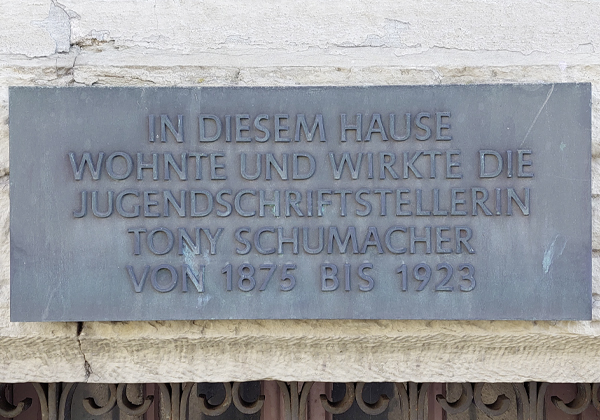 IN DIESEM HAUSE
WOHNTE UND WIRKTE DIE
JUGENDSCHRIFTSTELLERIN
TONY SCHUMACHER
VON 1875 BIS 1923